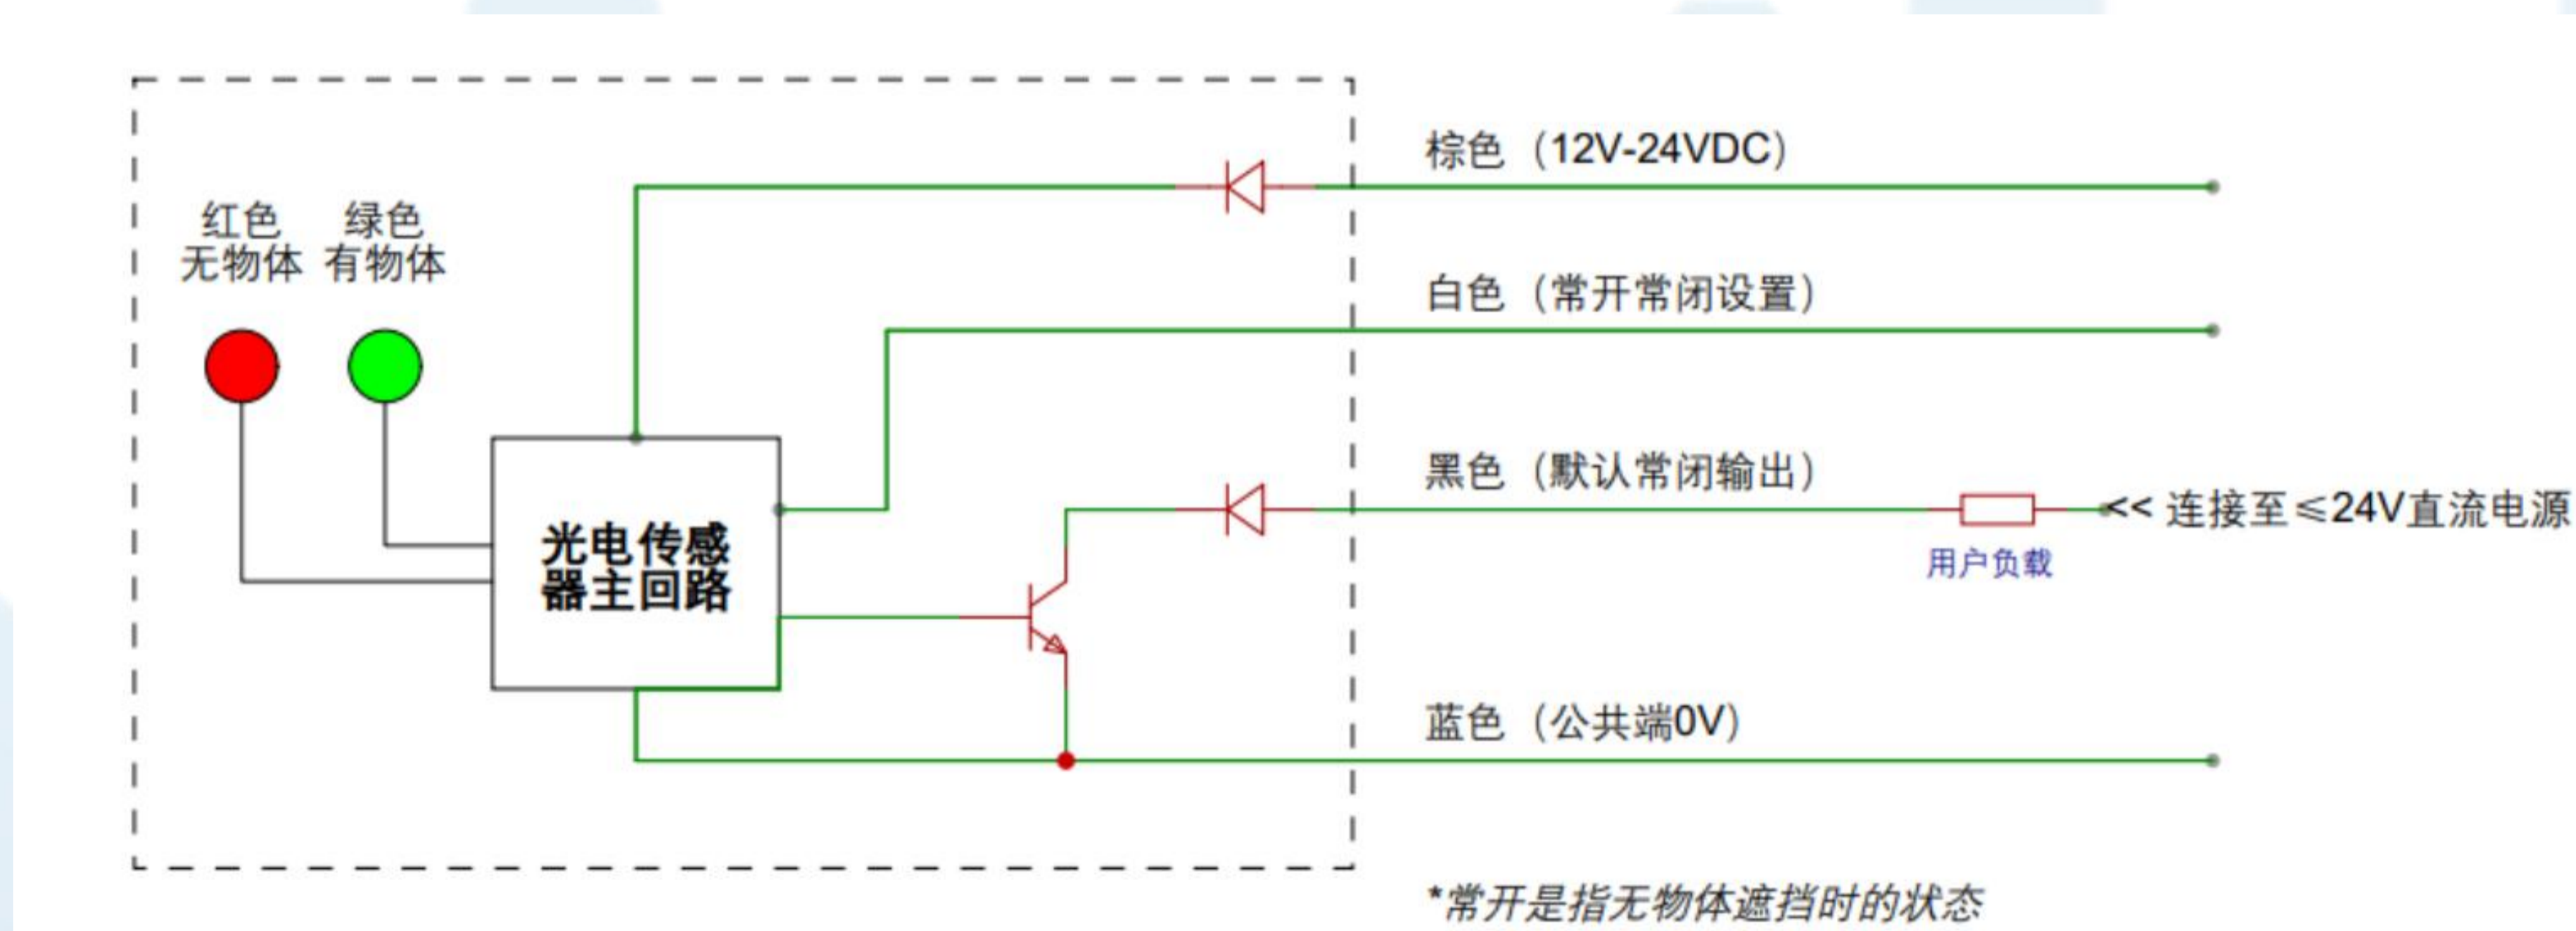 棕色（12V-24VDC）
红色
无物体
绿色
有物体
白色（常开常闭设置）
黑色（默认常闭输出）
<< 连接至≤24V直流电源
用户负载
光电传感
器主回路
蓝色（公共端0V）
*常开是指无物体遮挡时的状态